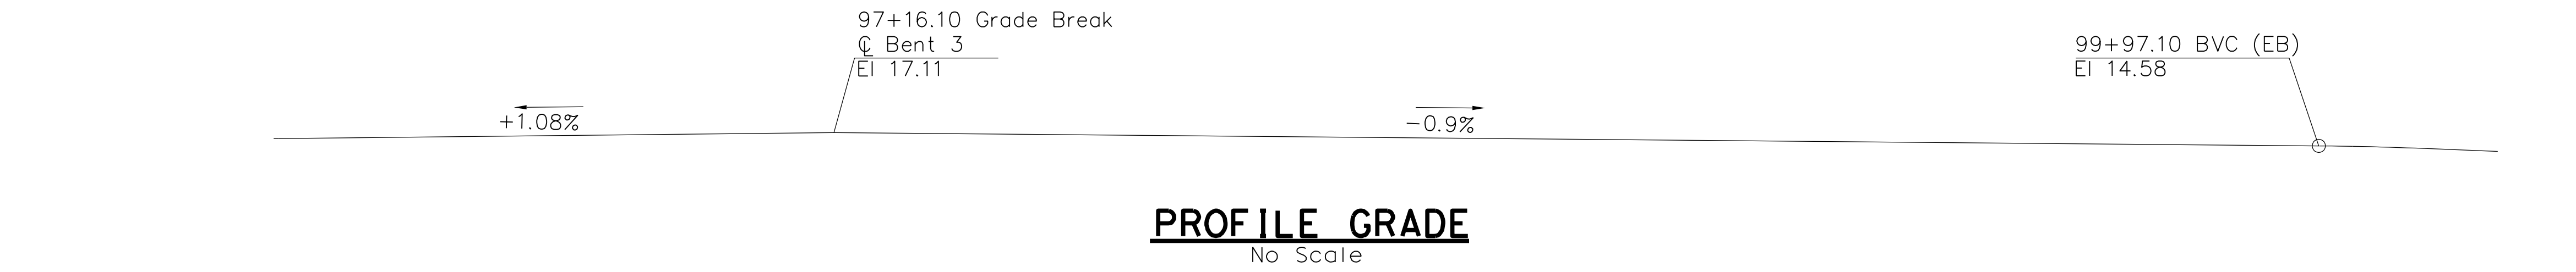 97+16.10 Grade Break
℄ Bent 3
El 17.11
99+97.10 BVC (EB)
El 14.58
+1.08%
-0.9%
PROFILE GRADE
No Scale